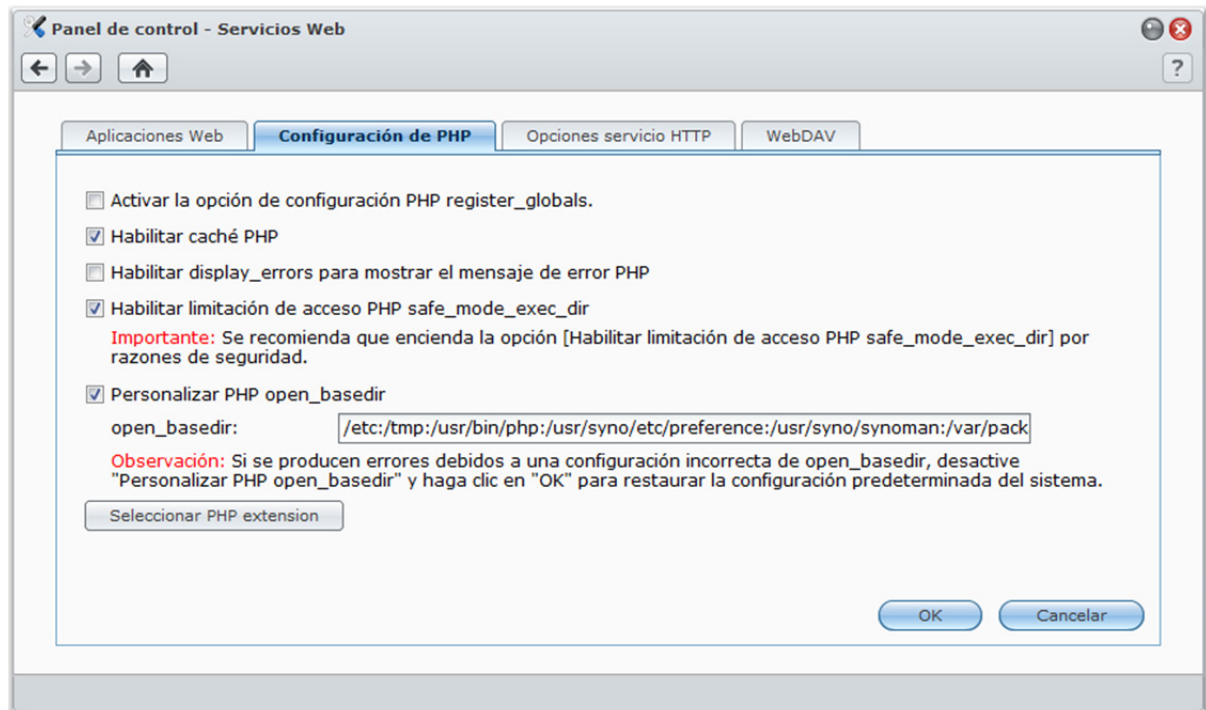 Panel de control - Servicios Web
?
Aplicaciones Web
Configuración de PHP
Opciones servicio HTTP
WebDAV
Activar la opción de configuración PHP register_globals.
Habilitar caché PHP
Habilitar display_errors para mostrar el mensaje de error PHP
Habilitar limitación de acceso PHP safe_mode_exec_dir
Importante: Se recomienda que encienda la opción [Habilitar limitación de acceso PHP safe_mode_exec_dir] por
razones de seguridad.
Personalizar PHP open_basedir
open_basedir: /etc:/tmp:/usr/bin/php:/usr/syno/etc/preference:/usr/syno/synoman:/var/pack
Observación: Si se producen errores debidos a una configuración incorrecta de open_basedir, desactive
"Personalizar PHP open_basedir" y haga clic en "OK" para restaurar la configuración predeterminada del sistema.
Seleccionar PHP extension
OK
Cancelar